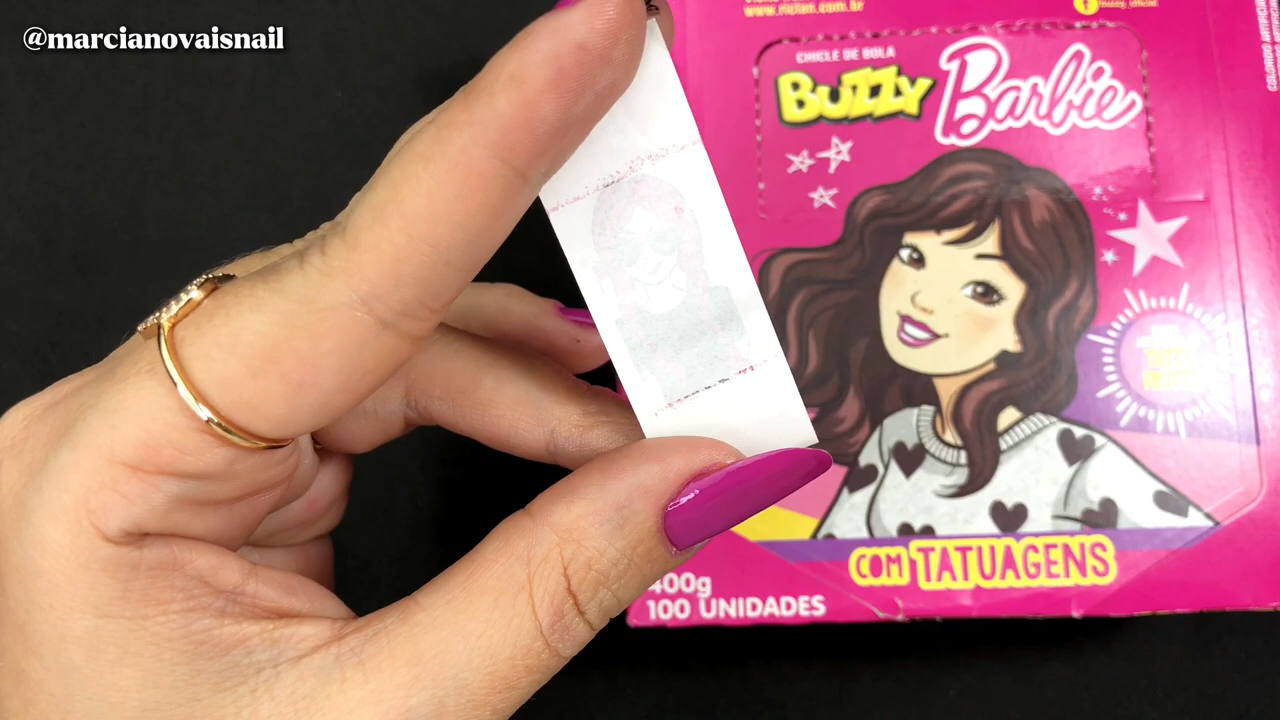 @marcianovaisnail
www.riclan.com.br
CHICLE DE BOLA
BUZZY Barbie
COM TATUAGENS
400g
100 UNIDADES